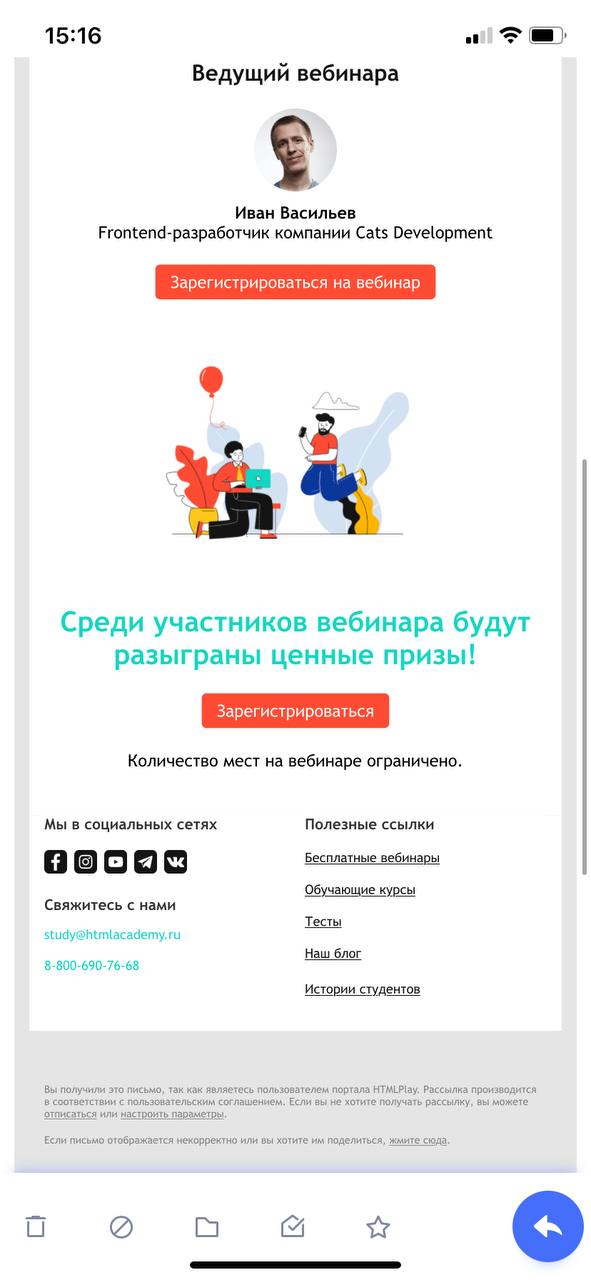 15:16
Ведущий вебинара
Иван Васильев
Frontend-разработчик компании Cats Development
Зарегистрироваться на вебинар
Среди участников вебинара будут
разыграны ценные призы!
Зарегистрироваться
Количество мест на вебинаре ограничено.
Мы в социальных сетях
Свяжитесь с нами
study@htmlacademy.ru
8-800-690-76-68
Полезные ссылки
Бесплатные вебинары
Обучающие курсы
Тесты
Наш блог
Истории студентов
Вы получили это письмо, так как являетесь пользователем портала HTMLPlay. Рассылка производится
в соответствии с пользовательским соглашением. Если вы не хотите получать рассылку, вы можете
отписаться или настроить параметры.
Если письмо отображается некорректно или вы хотите им поделиться, жмите сюда.